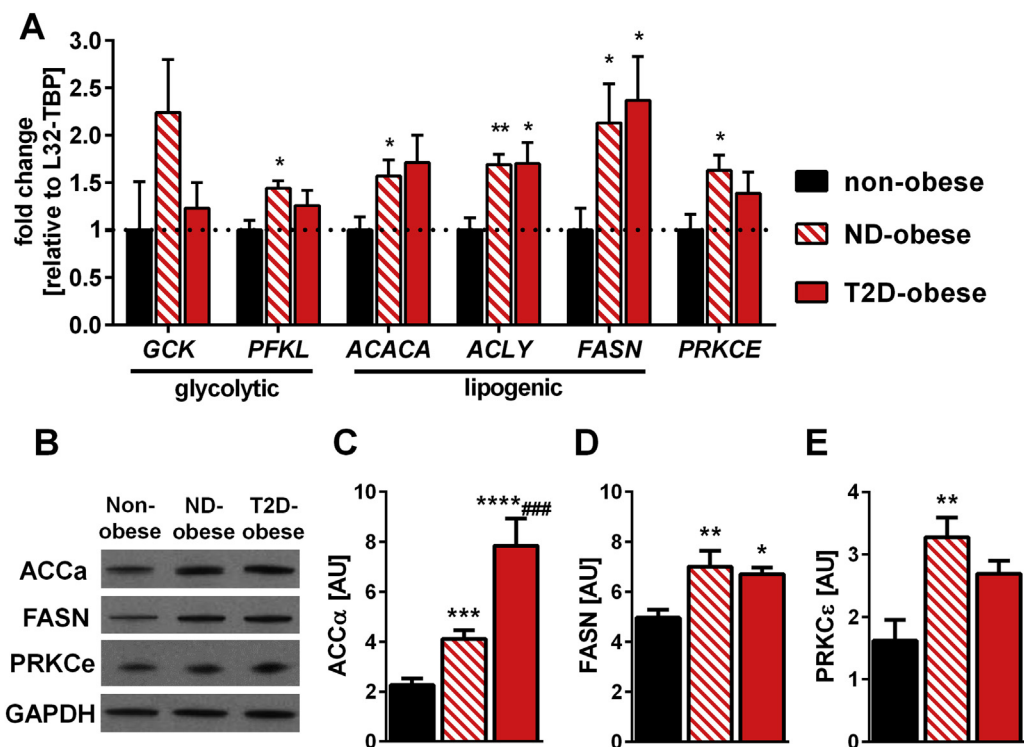 A
fold change
[relative to L32-TBP]
3.0
2.5
2.0
1.5
1
0.5
0.0
*
*
**
*
*
*
*
GCK
PFKL
ACACA
ACLY
FASN
PRKCE
glycolytic
lipogenic
non-obese
ND-obese
T2D-obese
B
Non-
obese
ND-
obese
T2D-
obese
ACCa
FASN
PRKCe
GAPDH
C
ACCα [AU]
10
8
6
4
2
0
***
****###
D
FASN [AU]
10
8
6
4
2
0
**
*
E
PRKCε [AU]
4
3
2
1
0
**